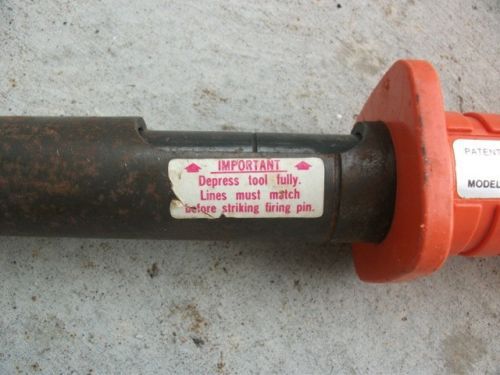 IMPORTANT
Depress tool fully.
Lines must match
before striking firing pin.
PATENT
MODEL